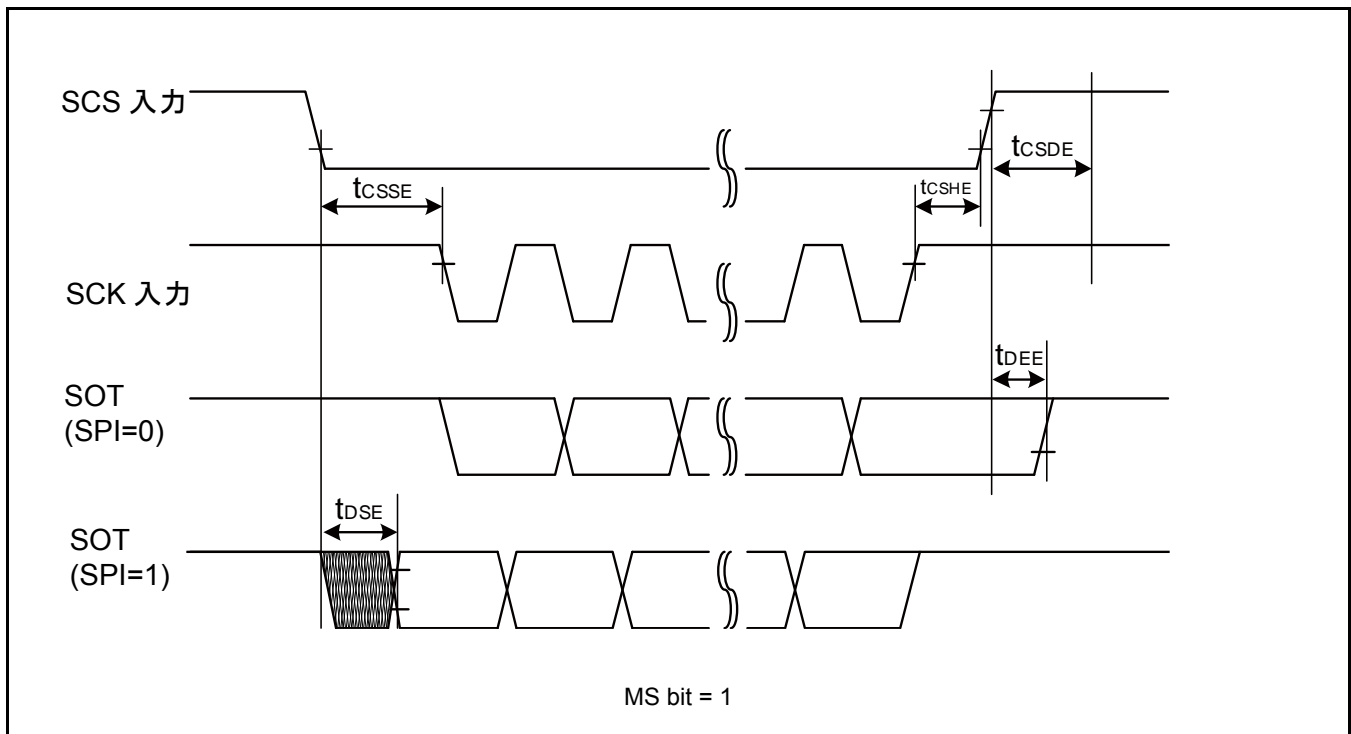 SCS 入力
tCSDE
tCSSE
tCSHE
SCK 入力
tDEE
SOT
(SPI=0)
tDSE
SOT
(SPI=1)
MS bit = 1